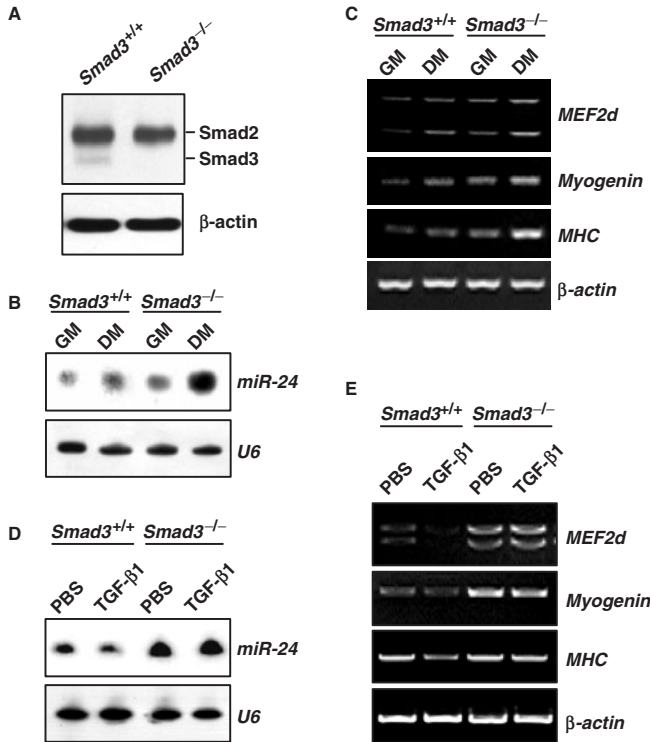 A
Smad3+/+ Smad3−/−
Smad2
Smad3
β-actin
B
Smad3+/+ Smad3−/−
GM DM GM DM
miR-24
U6
C
Smad3+/+ Smad3−/−
GM DM GM DM
MEF2d
Myogenin
MHC
β-actin
D
Smad3+/+ Smad3−/−
PBS TGF-β1 PBS TGF-β1
miR-24
U6
E
Smad3+/+ Smad3−/−
PBS TGF-β1 PBS TGF-β1
MEF2d
Myogenin
MHC
β-actin